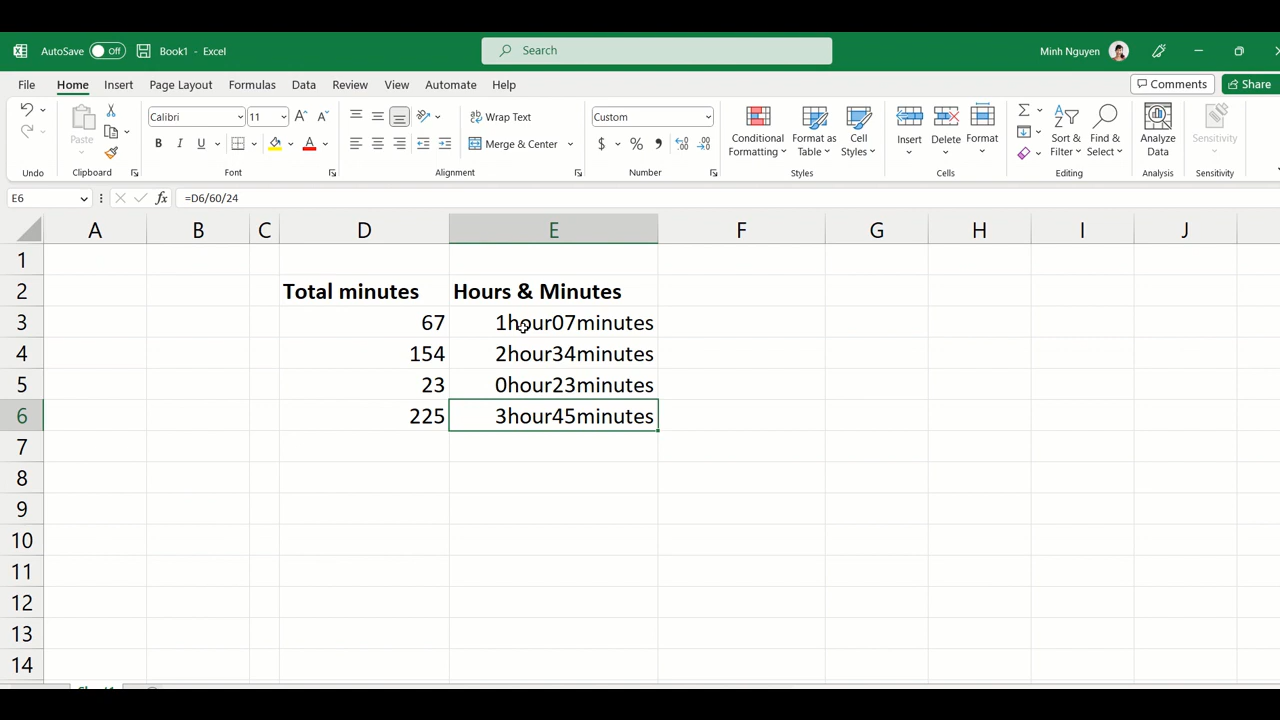 AutoSave Off Book1 - Excel Search Minh Nguyen
File Home Insert Page Layout Formulas Data Review View Automate Help Comments Share
Calibri 11 Wrap Text Custom
Paste B I U Merge & Center $ % Conditional Formatting Format as Table Cell Styles Insert Delete Format Sort & Filter Find & Select Analyze Data Sensitivity
Undo Clipboard Font Alignment Number Styles Cells Editing Analysis Sensitivity
E6 fx =D6/60/24
A B C D E F G H I J
1
2 Total minutes Hours & Minutes
3 67 1hour07minutes
4 154 2hour34minutes
5 23 0hour23minutes
6 225 3hour45minutes
7
8
9
10
11
12
13
14